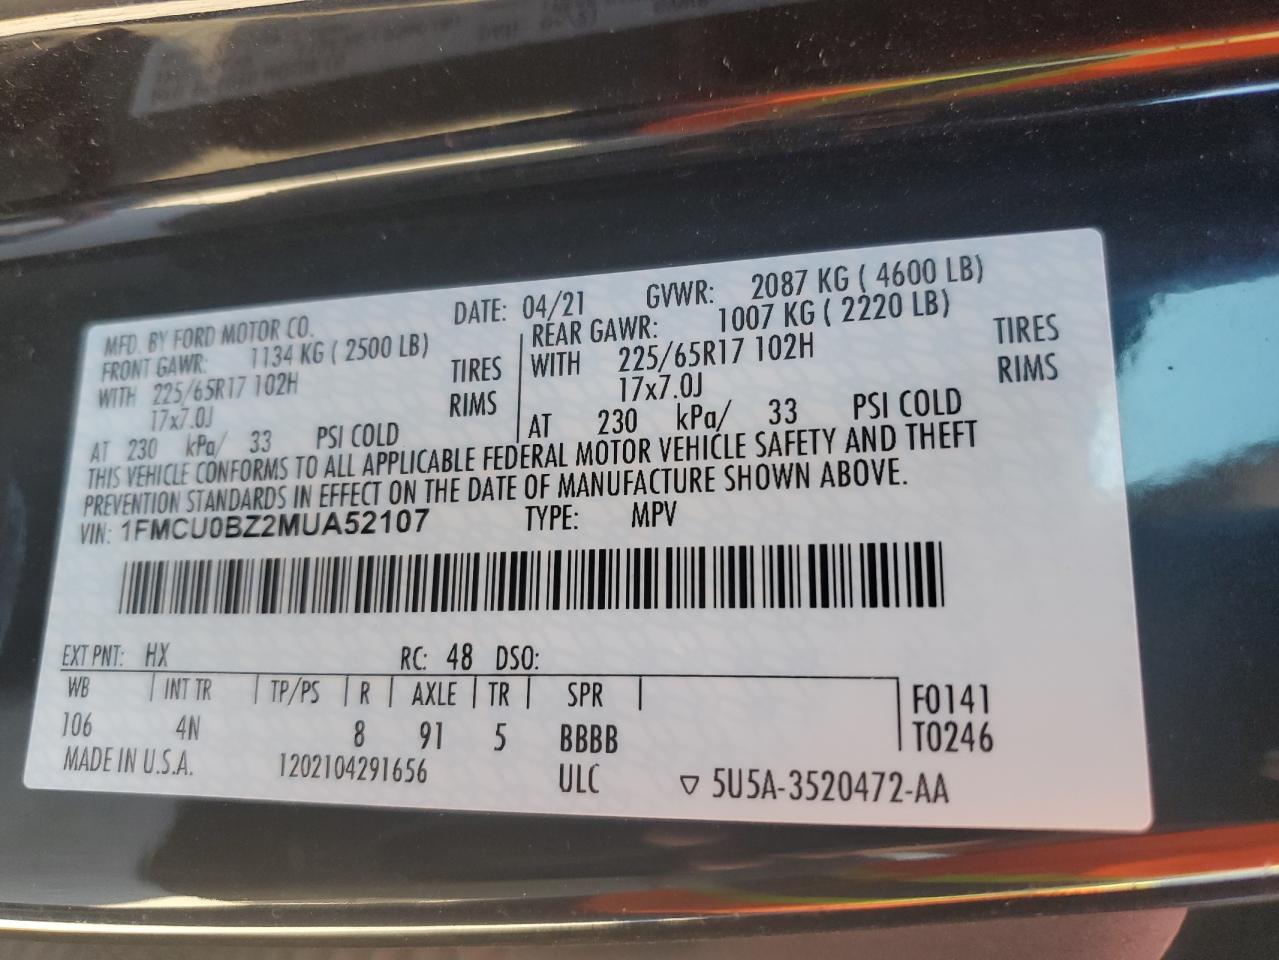 MFD. BY FORD MOTOR CO. DATE: 04/21 GVWR: 2087 KG ( 4600 LB)
FRONT GAWR: 1134 KG ( 2500 LB) REAR GAWR: 1007 KG ( 2220 LB)
WITH 225/65R17 102H TIRES WITH 225/65R17 102H TIRES
17x7.0J RIMS 17x7.0J RIMS
AT 230 kPa/ 33 PSI COLD AT 230 kPa/ 33 PSI COLD
THIS VEHICLE CONFORMS TO ALL APPLICABLE FEDERAL MOTOR VEHICLE SAFETY AND THEFT
PREVENTION STANDARDS IN EFFECT ON THE DATE OF MANUFACTURE SHOWN ABOVE.
VIN: 1FMCU0BZ2MUA52107 TYPE: MPV
EXT PNT: HX RC: 48 DSO:
WB INT TR TP/PS R AXLE TR SPR F0141
106 4N 8 91 5 BBBB T0246
MADE IN U.S.A. 1202104291656 ULC ▽ 5U5A-3520472-AA